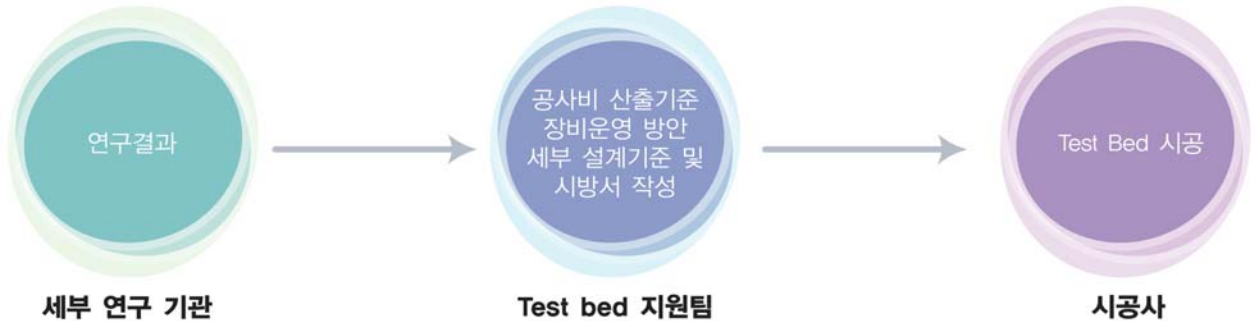 연구결과
공사비 산출기준
장비운영 방안
세부 설계기준 및
시방서 작성
Test Bed 시공
세부 연구 기관
Test bed 지원팀
시공사